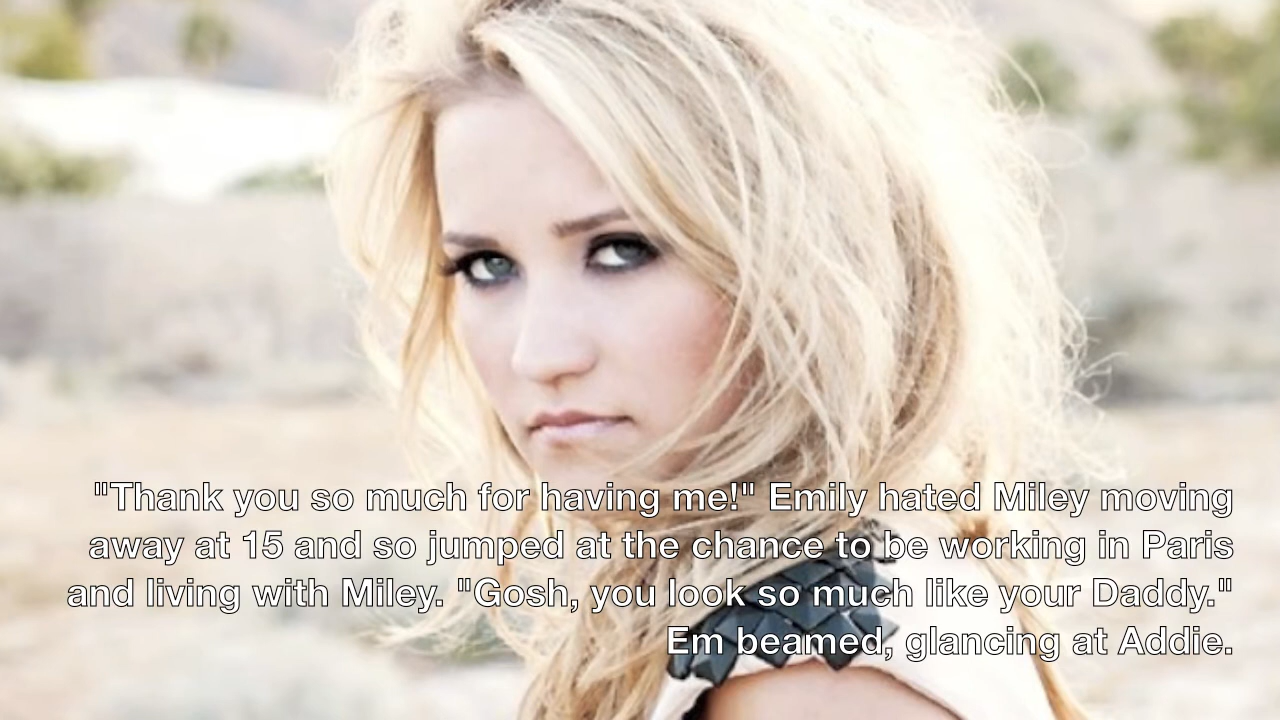 "Thank you so much for having me!" Emily hated Miley moving
away at 15 and so jumped at the chance to be working in Paris
and living with Miley. "Gosh, you look so much like your Daddy."
Em beamed, glancing at Addie.